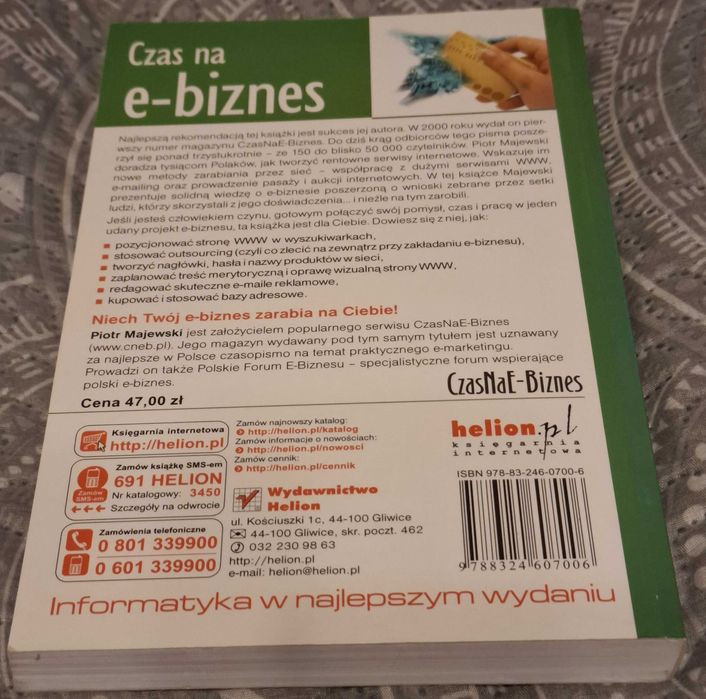 Czas na
e-biznes
Najlepszą rekomendacją tej książki jest sukces jej autora. W 2000 roku wydał on pier-
wszy numer magazynu CzasNaE-Biznes. Do dziś krąg odbiorców tego pisma posze-
rzył się ponad trzystukrotnie – ze 150 do blisko 50 000 czytelników. Piotr Majewski
doradza tysiącom Polaków, jak tworzyć rentowne serwisy internetowe. Wskazuje im
nowe metody zarabiania przez sieć – współpracę z dużymi serwisami WWW,
e-mailing oraz prowadzenie pasaży i aukcji internetowych. W tej książce Majewski
prezentuje solidną wiedzę o e-biznesie poszerzoną o wnioski zebrane przez setki
ludzi, którzy skorzystali z jego doświadczenia... i nieźle na tym zarobili.
Jeśli jesteś człowiekiem czynu, gotowym połączyć swój pomysł, czas i pracę w jeden
udany projekt e-biznesu, ta książka jest dla Ciebie. Dowiesz się z niej, jak:
pozycjonować stronę WWW w wyszukiwarkach,
stosować outsourcing (czyli co zlecić na zewnątrz przy zakładaniu e-biznesu),
tworzyć nagłówki, hasła i nazwy produktów w sieci,
zaplanować treść merytoryczną i oprawę wizualną strony WWW,
redagować skuteczne e-maile reklamowe,
kupować i stosować bazy adresowe.
Niech Twój e-biznes zarabia na Ciebie!
Piotr Majewski jest założycielem popularnego serwisu CzasNaE-Biznes
(www.cneb.pl). Jego magazyn wydawany pod tym samym tytułem jest uznawany
za najlepsze w Polsce czasopismo na temat praktycznego e-marketingu.
Prowadzi on także Polskie Forum E-Biznesu – specjalistyczne forum wspierające
polski e-biznes.
CzasNaE-Biznes
Cena 47,00 zł
Księgarnia internetowa
http://helion.pl
Zamów książkę SMS-em
691 HELION
Nr katalogowy: 3450
Zamów
SMS-em
Szczegóły na odwrocie
Zamówienia telefoniczne
0 801 339900
0 601 339900
Zamów najnowszy katalog:
http://helion.pl/katalog
Zamów informacje o nowościach:
http://helion.pl/nowosci
Zamów cennik:
http://helion.pl/cennik
Wydawnictwo
Helion
ul. Kościuszki 1c, 44-100 Gliwice
44-100 Gliwice, skr. poczt. 462
032 230 98 63
http://helion.pl
e-mail: helion@helion.pl
helion.pl
księgarnia
internetowa
ISBN 978-83-246-0700-6
9 788324 607006
Informatyka w najlepszym wydaniu